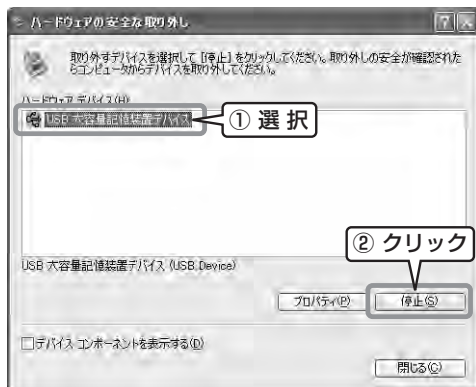 ハードウェアの安全な取り外し
取り外すデバイスを選択して [停止] をクリックしてください。取り外しの安全が確認された
らコンピュータからデバイスを取り外してください。
ハードウェア デバイス(H)
USB 大容量記憶装置デバイス
① 選 択
② クリック
USB 大容量記憶装置デバイス (USB Device)
プロパティ(P)
停止(S)
デバイス コンポーネントを表示する(D)
閉じる(C)